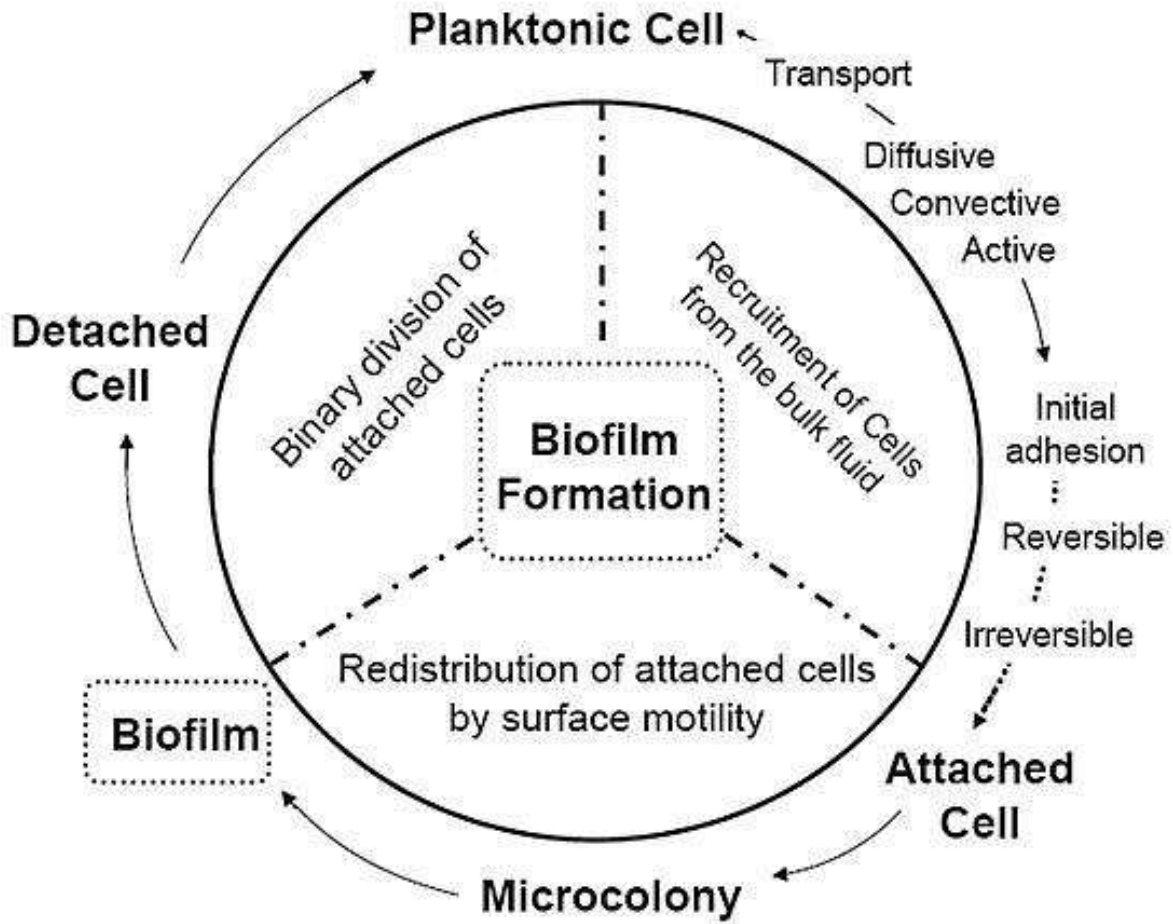 Planktonic Cell
Transport
Diffusive
Convective
Active
Initial
adhesion
Reversible
Irreversible
Attached
Cell
Microcolony
Biofilm
Detached
Cell
Binary division of
attached cells
Recruitment of Cells
from the bulk fluid
Biofilm
Formation
Redistribution of attached cells
by surface motility